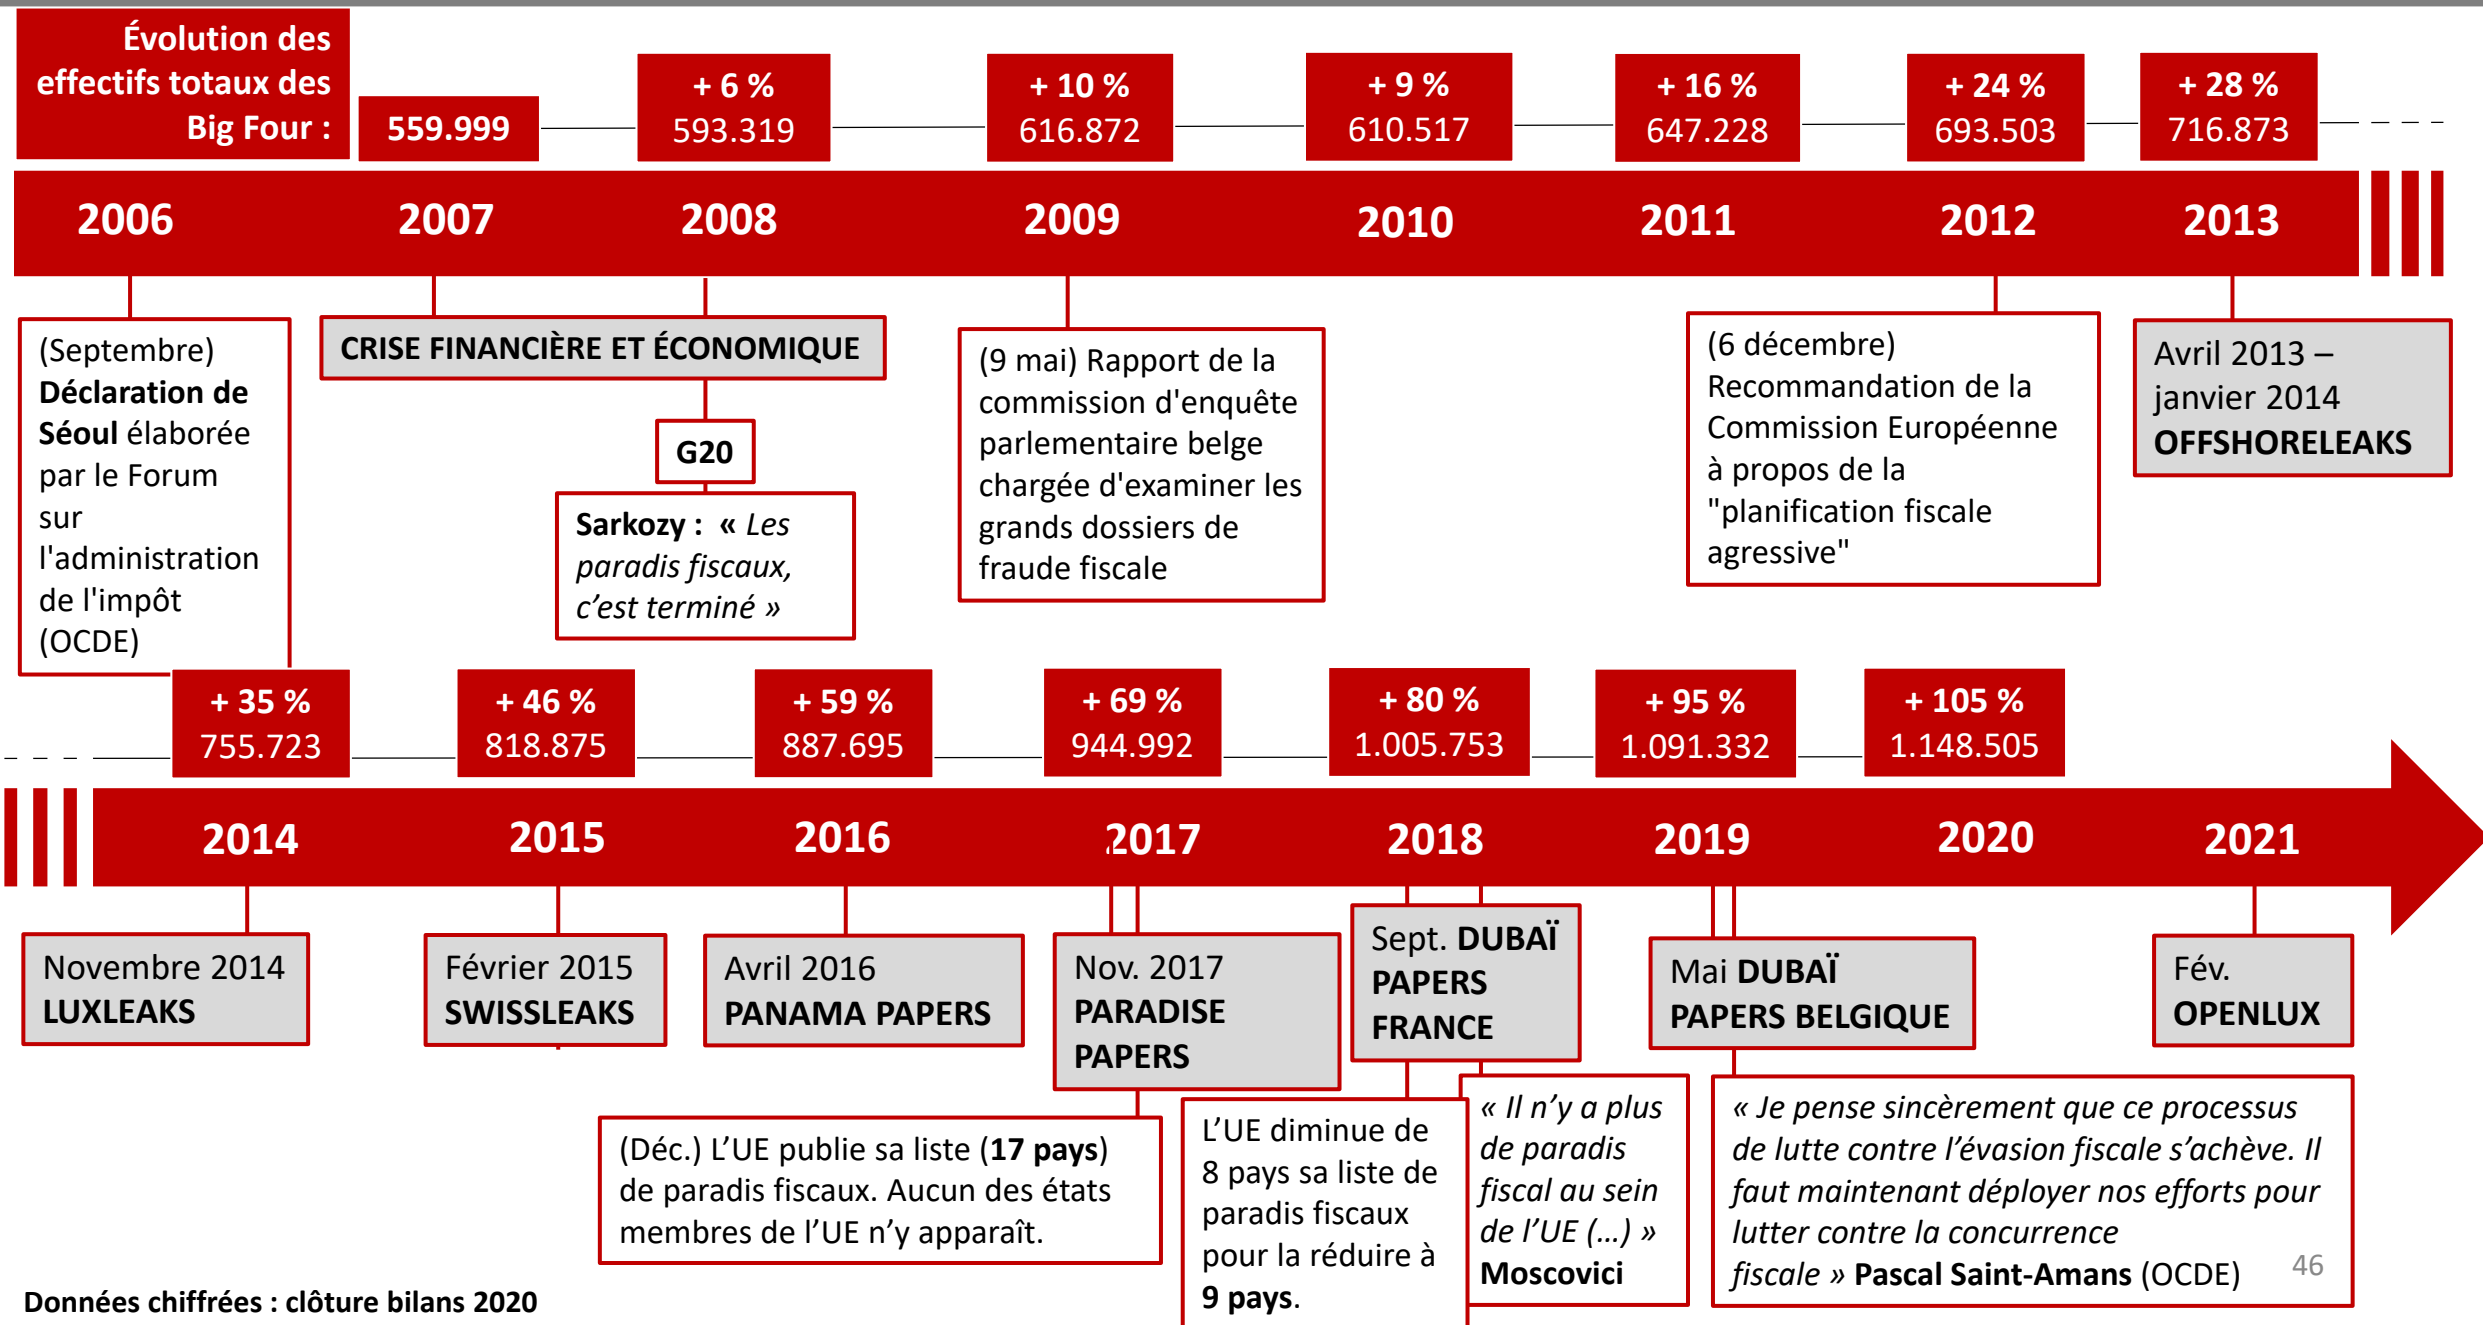 Évolution des
effectifs totaux des
Big Four :
559.999
+ 6 %
593.319
+ 10 %
616.872
+ 9 %
610.517
+ 16 %
647.228
+ 24 %
693.503
+ 28 %
716.873
2006
2007
2008
2009
2010
2011
2012
2013
(Septembre)
Déclaration de
Séoul élaborée
par le Forum
sur
l'administration
de l'impôt
(OCDE)
CRISE FINANCIÈRE ET ÉCONOMIQUE
G20
Sarkozy : « Les
paradis fiscaux,
c’est terminé »
(9 mai) Rapport de la
commission d'enquête
parlementaire belge
chargée d'examiner les
grands dossiers de
fraude fiscale
(6 décembre)
Recommandation de la
Commission Européenne
à propos de la
"planification fiscale
agressive"
Avril 2013 –
janvier 2014
OFFSHORELEAKS
+ 35 %
755.723
+ 46 %
818.875
+ 59 %
887.695
+ 69 %
944.992
+ 80 %
1.005.753
+ 95 %
1.091.332
+ 105 %
1.148.505
2014
2015
2016
2017
2018
2019
2020
2021
Novembre 2014
LUXLEAKS
Février 2015
SWISSLEAKS
Avril 2016
PANAMA PAPERS
Nov. 2017
PARADISE
PAPERS
Sept. DUBAÏ
PAPERS
FRANCE
Mai DUBAÏ
PAPERS BELGIQUE
Fév.
OPENLUX
(Déc.) L’UE publie sa liste (17 pays)
de paradis fiscaux. Aucun des états
membres de l’UE n’y apparaît.
L’UE diminue de
8 pays sa liste de
paradis fiscaux
pour la réduire à
9 pays.
« Il n’y a plus
de paradis
fiscal au sein
de l’UE (…) »
Moscovici
« Je pense sincèrement que ce processus
de lutte contre l’évasion fiscale s’achève. Il
faut maintenant déployer nos efforts pour
lutter contre la concurrence
fiscale » Pascal Saint-Amans (OCDE)
46
Données chiffrées : clôture bilans 2020